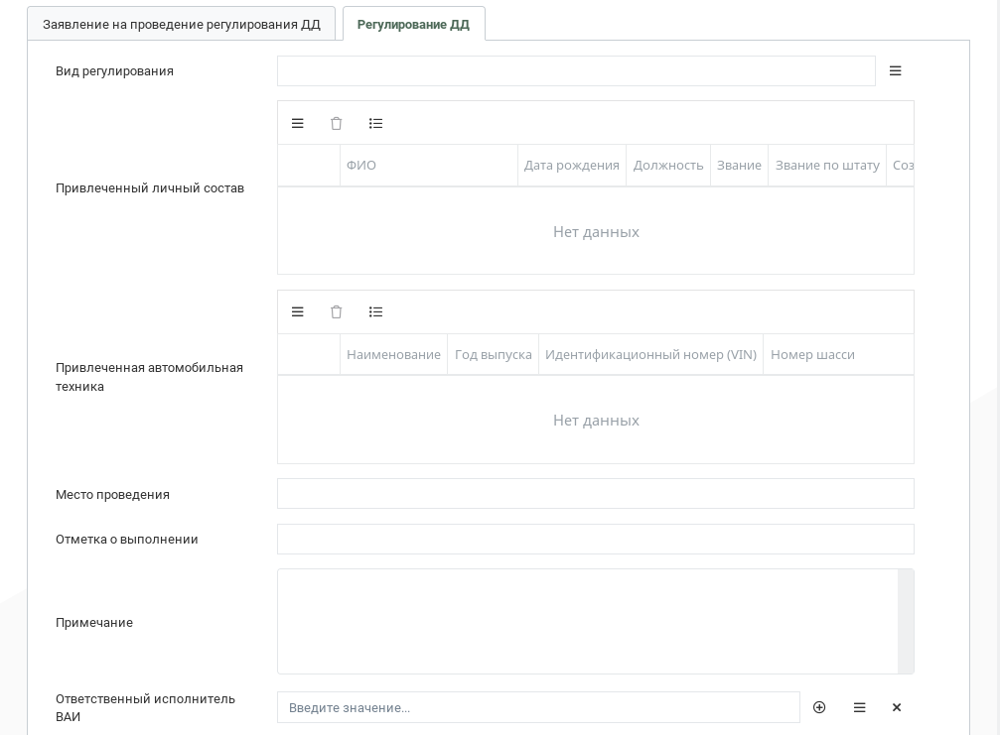 Заявление на проведение регулирования ДД
Регулирование ДД
Вид регулирования
Привлеченный личный состав
ФИО
Дата рождения
Должность
Звание
Звание по штату
Соз
Нет данных
Привлеченная автомобильная
техника
Наименование
Год выпуска
Идентификационный номер (VIN)
Номер шасси
Нет данных
Место проведения
Отметка о выполнении
Примечание
Ответственный исполнитель
ВАИ
Введите значение...